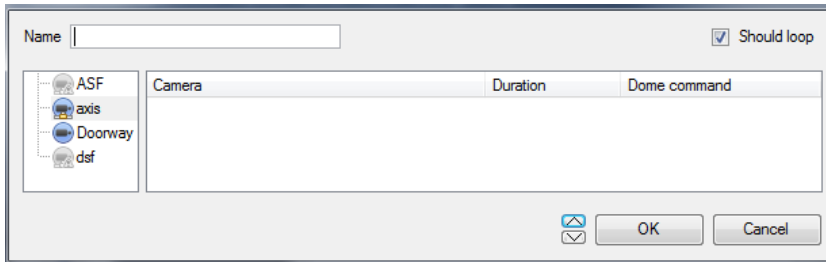 Name Should loop
ASF Camera Duration Dome command
axis
Doorway
dsf
OK Cancel